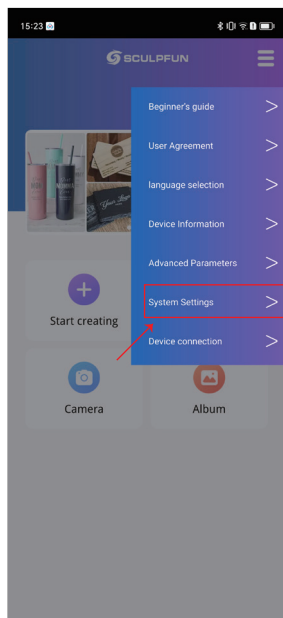 15:23
SCULPFUN
Beginner's guide
User Agreement
language selection
Device Information
Advanced Parameters
System Settings
Device connection
Start creating
Camera
Album